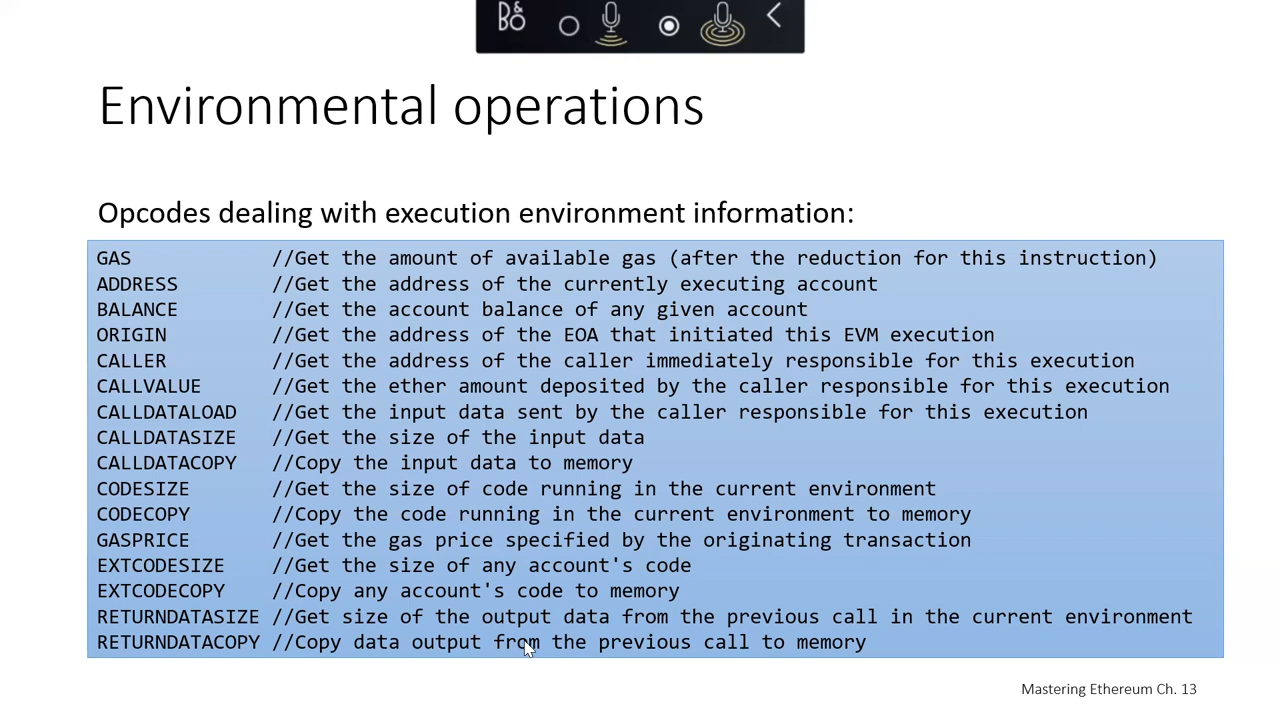 B&O
Environmental operations
Opcodes dealing with execution environment information:
GAS //Get the amount of available gas (after the reduction for this instruction)
ADDRESS //Get the address of the currently executing account
BALANCE //Get the account balance of any given account
ORIGIN //Get the address of the EOA that initiated this EVM execution
CALLER //Get the address of the caller immediately responsible for this execution
CALLVALUE //Get the ether amount deposited by the caller responsible for this execution
CALLDATALOAD //Get the input data sent by the caller responsible for this execution
CALLDATASIZE //Get the size of the input data
CALLDATACOPY //Copy the input data to memory
CODESIZE //Get the size of code running in the current environment
CODECOPY //Copy the code running in the current environment to memory
GASPRICE //Get the gas price specified by the originating transaction
EXTCODESIZE //Get the size of any account's code
EXTCODECOPY //Copy any account's code to memory
RETURNDATASIZE //Get size of the output data from the previous call in the current environment
RETURNDATACOPY //Copy data output from the previous call to memory
Mastering Ethereum Ch. 13